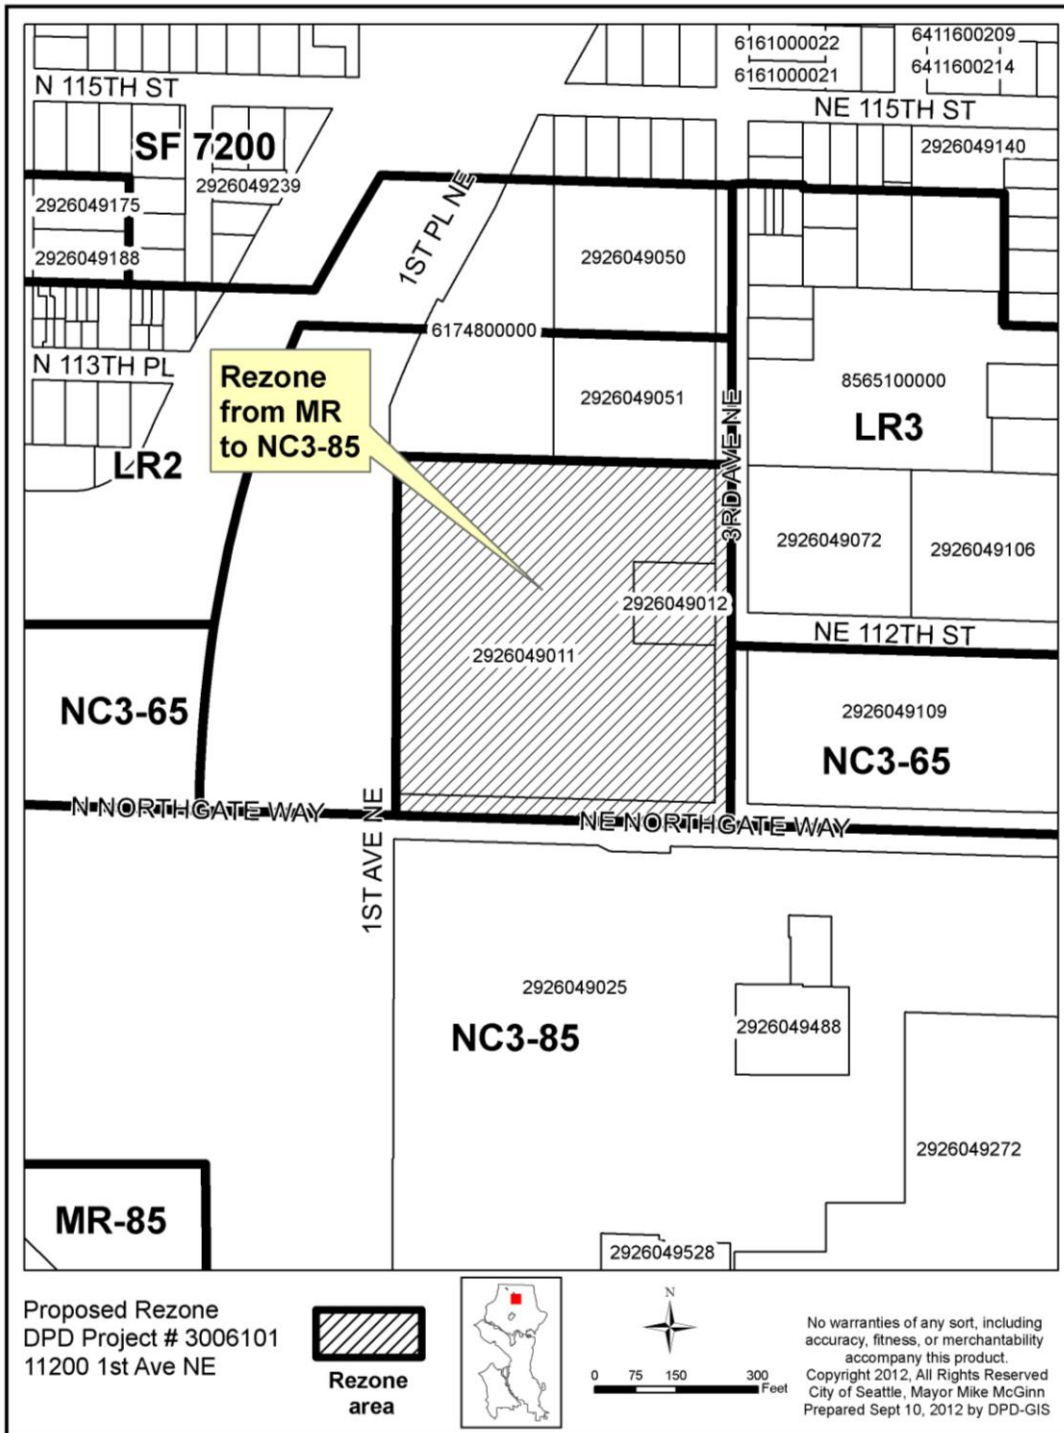 6161000022
6411600209
6161000021
6411600214
N 115TH ST
NE 115TH ST
SF 7200
2926049140
2926049239
2926049175
2926049188
1ST PL NE
2926049050
6174800000
N 113TH PL
Rezone
from MR
to NC3-85
2926049051
8565100000
LR3
3RD AVE NE
LR2
2926049072
2926049106
2926049012
NE 112TH ST
2926049011
NC3-65
2926049109
NC3-65
N NORTHGATE WAY
NE NORTHGATE WAY
1ST AVE NE
2926049025
NC3-85
2926049488
2926049272
MR-85
2926049528
Proposed Rezone
DPD Project # 3006101
11200 1st Ave NE
Rezone
area
N
0 75 150 300
Feet
No warranties of any sort, including
accuracy, fitness, or merchantability
accompany this product.
Copyright 2012, All Rights Reserved
City of Seattle, Mayor Mike McGinn
Prepared Sept 10, 2012 by DPD-GIS